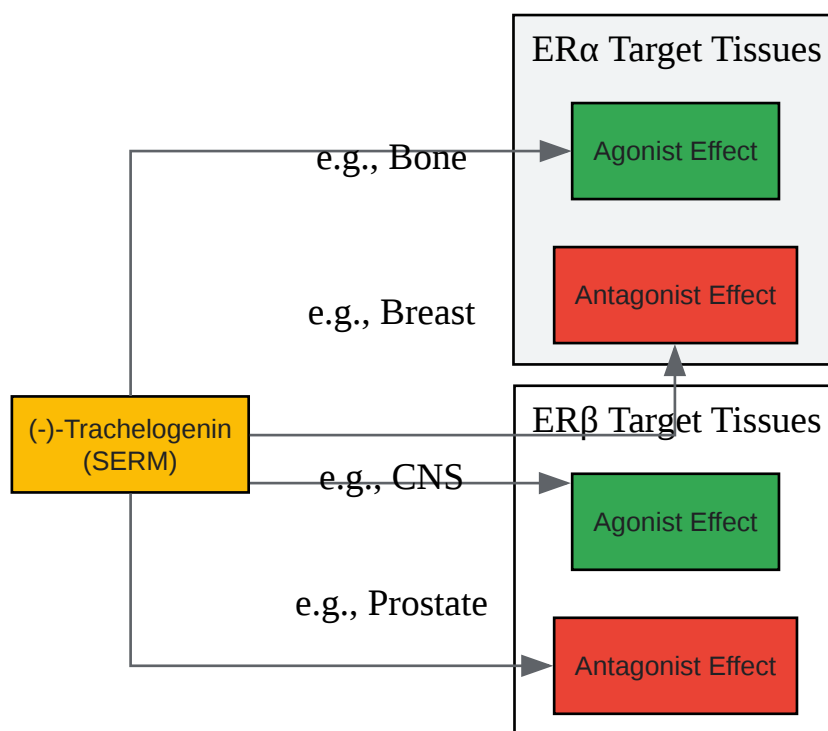 ERα Target Tissues
Agonist Effect
e.g., Bone
Antagonist Effect
e.g., Breast
(-)-Trachelogenin
(SERM)
ERβ Target Tissues
e.g., CNS
Agonist Effect
e.g., Prostate
Antagonist Effect